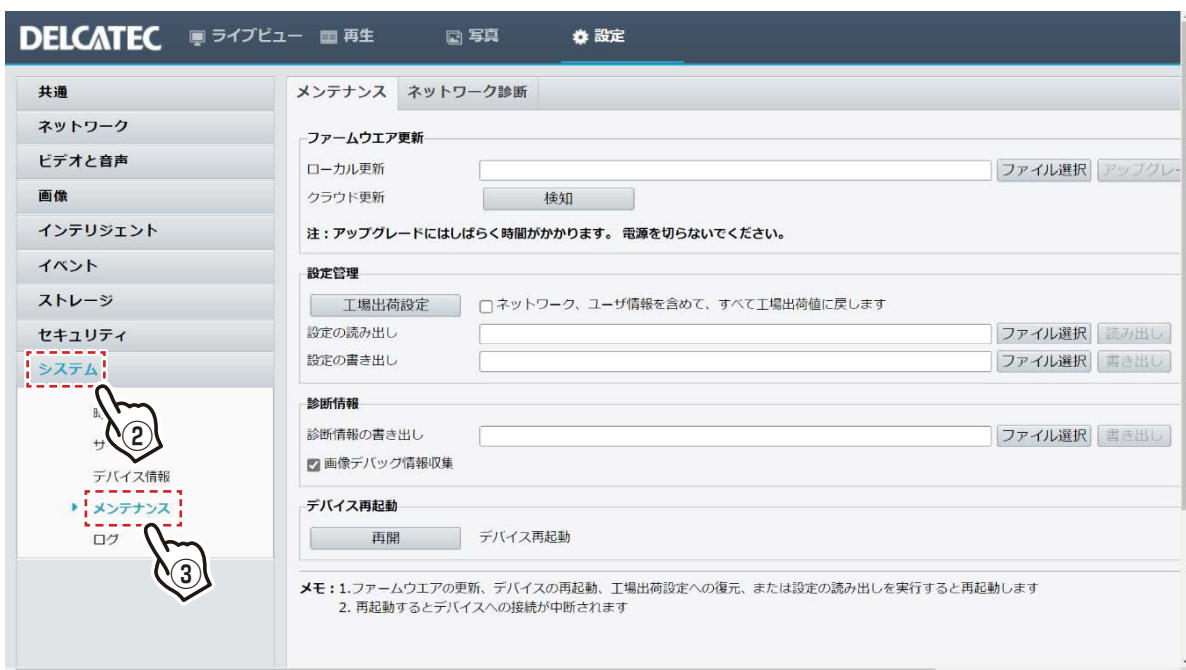 DELCATEC ライブビュー 再生 写真 設定
共通
ネットワーク
ビデオと音声
画像
インテリジェント
イベント
ストレージ
セキュリティ
システム
②
サ
デバイス情報
メンテナンス
ログ
③
メンテナンス ネットワーク診断
ファームウエア更新
ローカル更新 ファイル選択 アップグレー
クラウド更新 検知
注：アップグレードにはしばらく時間がかかります。 電源を切らないでください。
設定管理
工場出荷設定 ネットワーク、ユーザ情報を含めて、すべて工場出荷値に戻します
設定の読み出し ファイル選択 読み出し
設定の書き出し ファイル選択 書き出し
診断情報
診断情報の書き出し ファイル選択 書き出し
画像デバッグ情報収集
デバイス再起動
再開 デバイス再起動
メモ：1.ファームウエアの更新、デバイスの再起動、工場出荷設定への復元、または設定の読み出しを実行すると再起動します
2. 再起動するとデバイスへの接続が中断されます